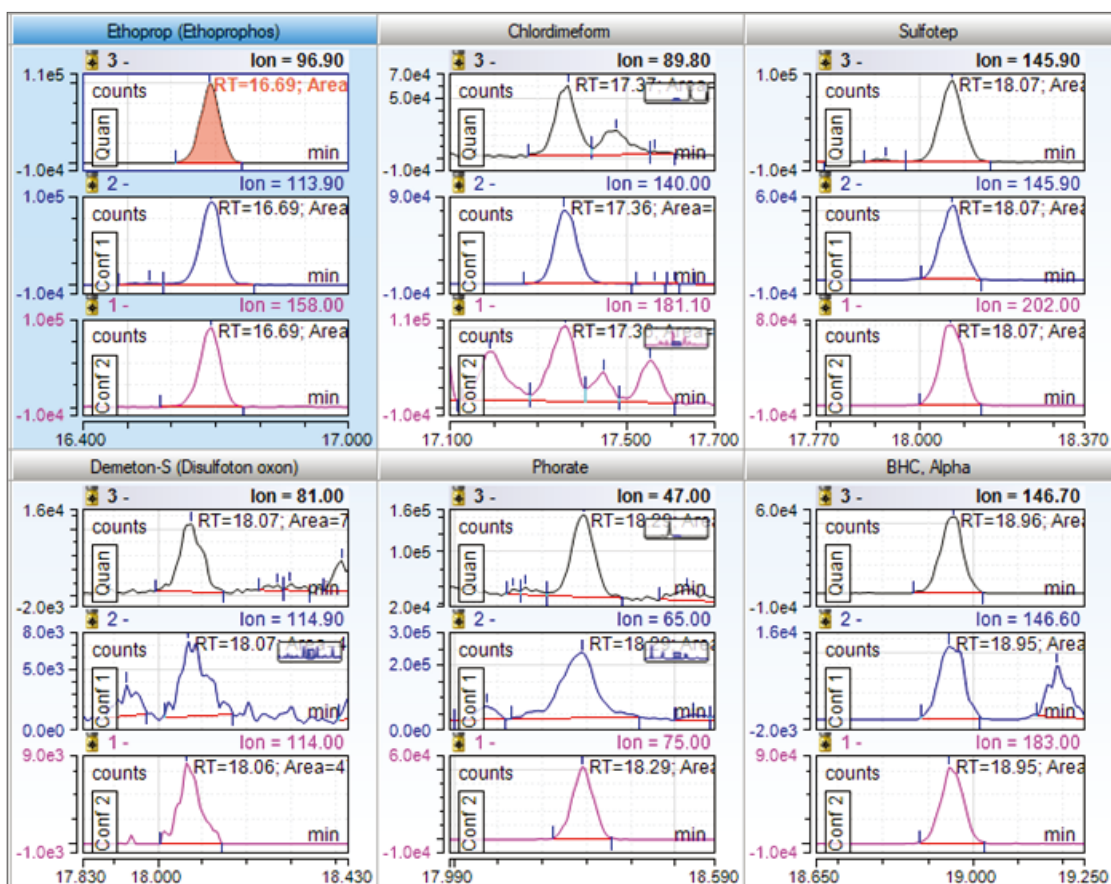 Ethoprop (Ethoprophos)
3 - Ion = 96.90
1.1e5
counts
RT=16.69; Area
Quan
min
-1.0e4
2 - Ion = 113.90
1.0e5
counts
RT=16.69; Area
Conf 1
min
-1.0e4
1 - Ion = 158.00
1.0e5
counts
RT=16.69; Area
Conf 2
min
-1.0e4
16.400 17.000
Chlordimeform
3 - Ion = 89.80
7.0e4
counts
RT=17.37; Area=
5.0e4
Quan
min
-1.0e4
2 - Ion = 140.00
9.0e4
counts
RT=17.36; Area=
Conf 1
min
-1.0e4
1 - Ion = 181.10
1.1e5
counts
RT=17.36; Area=
Conf 2
min
-1.0e4
17.100 17.500 17.700
Sulfotep
3 - Ion = 145.90
1.0e5
counts
RT=18.07; Area
Quan
min
-1.0e4
2 - Ion = 145.90
6.0e4
counts
RT=18.07; Area
Conf 1
min
-1.0e4
1 - Ion = 202.00
8.0e4
counts
RT=18.07; Area
Conf 2
min
-1.0e4
17.770 18.000 18.370
Demeton-S (Disulfoton oxon)
3 - Ion = 81.00
1.6e4
counts
RT=18.07; Area=7
Quan
min
-2.0e3
2 - Ion = 114.90
8.0e3
counts
RT=18.07; Area=4
5.0e3
Conf 1
min
0.0e0
1 - Ion = 114.00
9.0e3
counts
RT=18.06; Area=4
Conf 2
min
-1.0e3
17.830 18.000 18.430
Phorate
3 - Ion = 47.00
1.6e5
counts
RT=18.29; Area
1.0e5
Quan
min
2.0e4
2 - Ion = 65.00
3.0e5
counts
RT=18.29; Area
2.0e5
Conf 1
min
0.0e0
1 - Ion = 75.00
6.0e4
counts
RT=18.29; Area
Conf 2
min
-1.0e4
17.990 18.590
BHC, Alpha
3 - Ion = 146.70
6.0e4
counts
RT=18.96; Area
Quan
min
-1.0e4
2 - Ion = 146.60
1.6e4
counts
RT=18.95; Area
Conf 1
min
-2.0e3
1 - Ion = 183.00
6.0e4
counts
RT=18.95; Area
Conf 2
min
-1.0e4
18.650 19.000 19.250